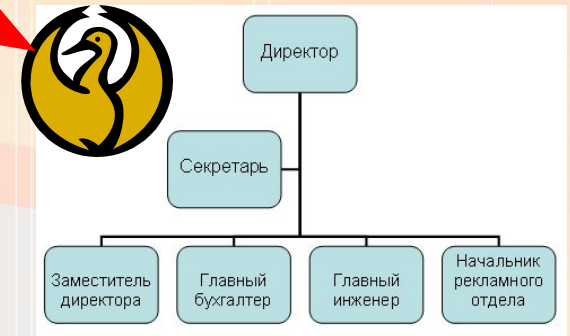 Директор
Секретарь
Заместитель
директора
Главный
бухгалтер
Главный
инженер
Начальник
рекламного
отдела